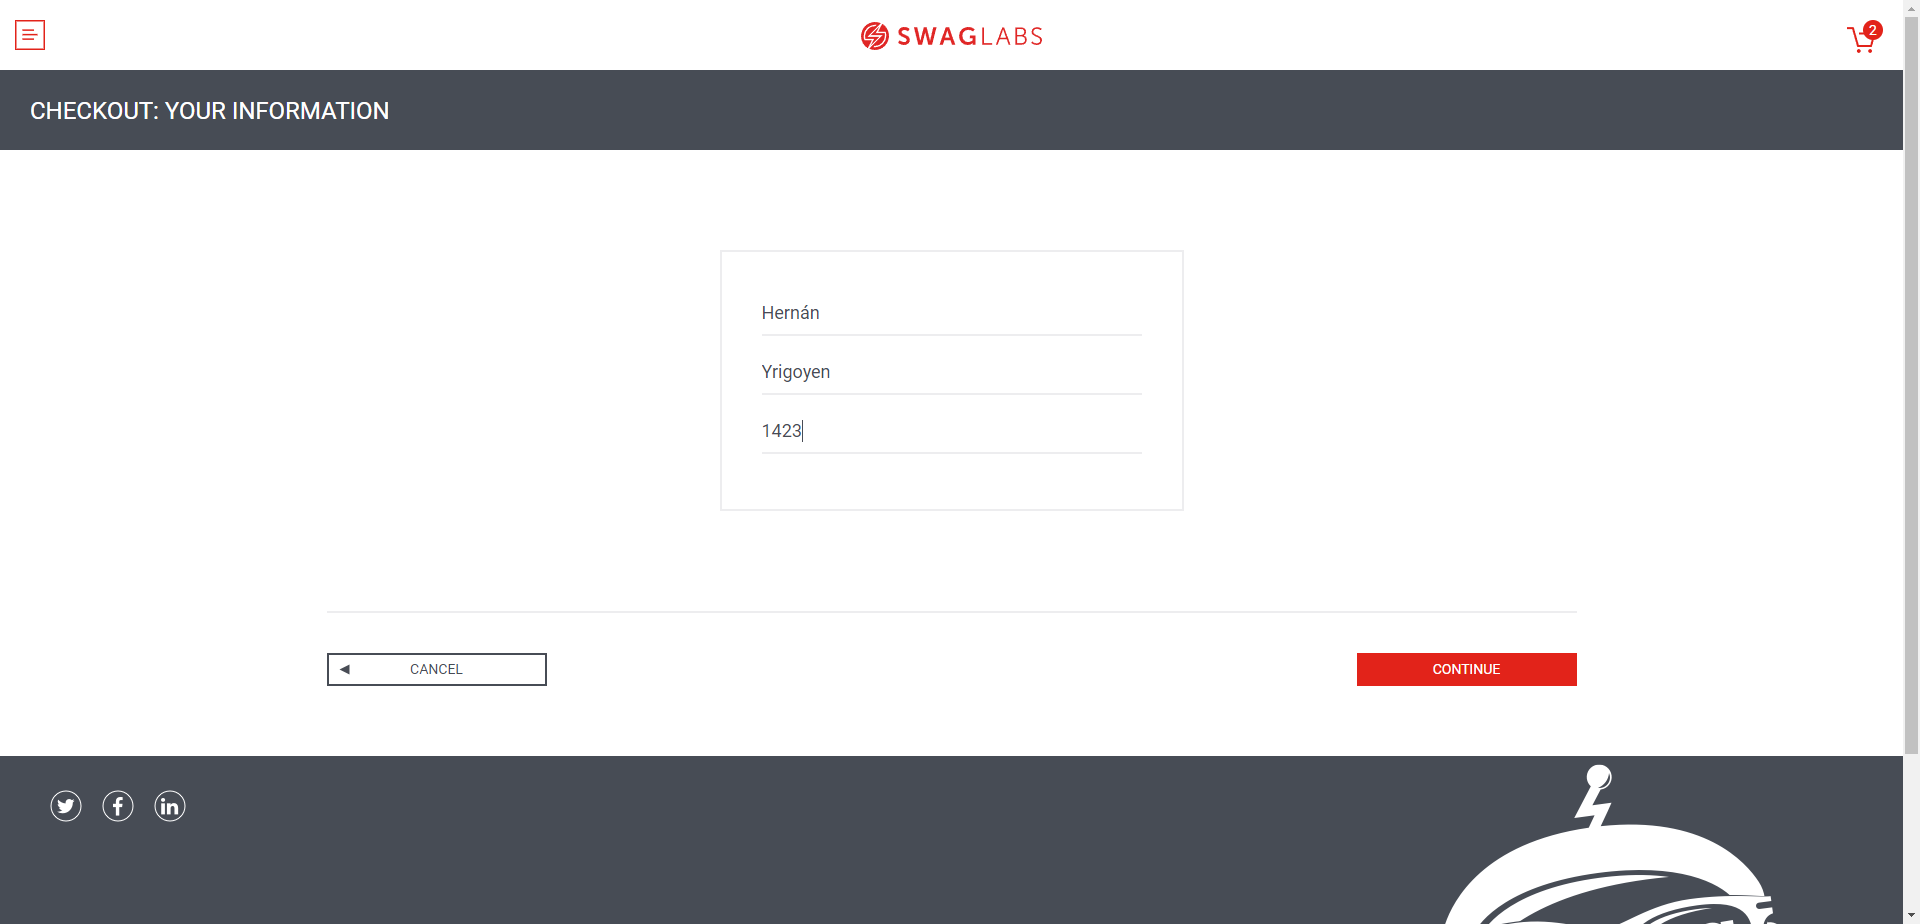 SWAGLABS
2
CHECKOUT: YOUR INFORMATION
Hernán
Yrigoyen
1423
CANCEL
CONTINUE